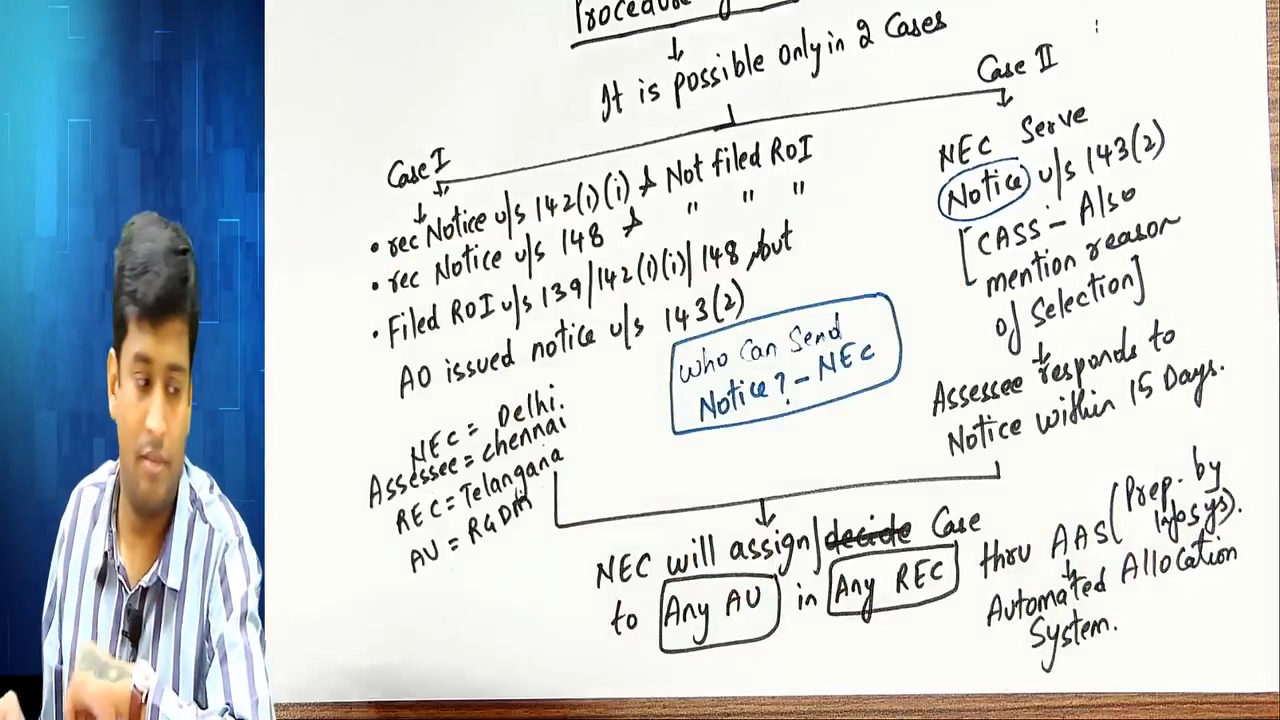 Procedure
It is possible only in 2 Cases
Case I
• rec Notice u/s 142(1)(i) & Not filed RoI
• rec Notice u/s 148 & " " "
• Filed RoI u/s 139/142(1)(i)/148, but
AO issued notice u/s 143(2)
NEC = Delhi.
Assessee = chennai
REC = Telangana
AU = RGDM
Who Can Send
Notice? - NEC
Case II
NEC Serve
Notice u/s 143(2)
[CASS - Also
mention reason
of Selection]
Assessee responds to
Notice within 15 Days.
NEC will assign/decide Case
to Any AU in Any REC
thru AAS (Prep. by
Infosys).
Automated Allocation
System.